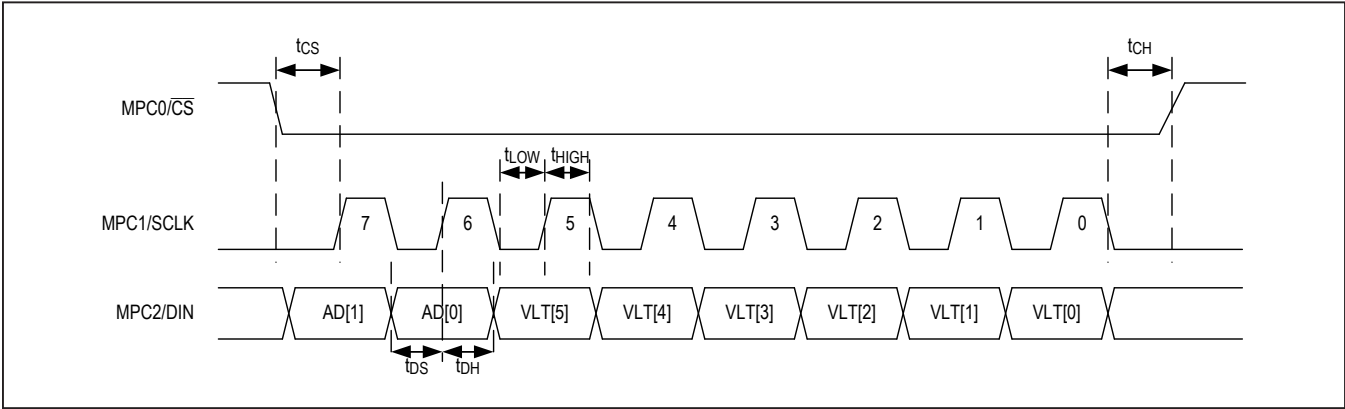 tCS
tCH
MPC0/C̅S̅
tLOW tHIGH
MPC1/SCLK 7 6 5 4 3 2 1 0
MPC2/DIN AD[1] AD[0] VLT[5] VLT[4] VLT[3] VLT[2] VLT[1] VLT[0]
tDS tDH